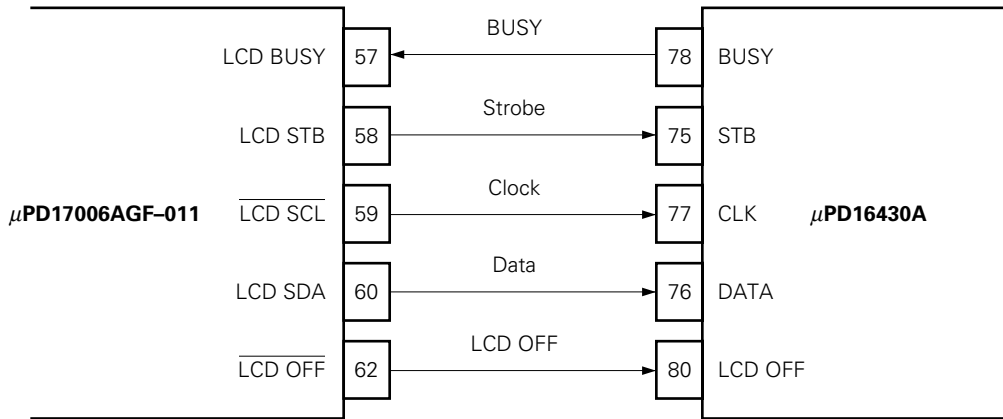 BUSY
LCD BUSY 57 78 BUSY
Strobe
LCD STB 58 75 STB
Clock
μPD17006AGF–011 LCD SCL 59 77 CLK μPD16430A
Data
LCD SDA 60 76 DATA
LCD OFF
LCD OFF 62 80 LCD OFF